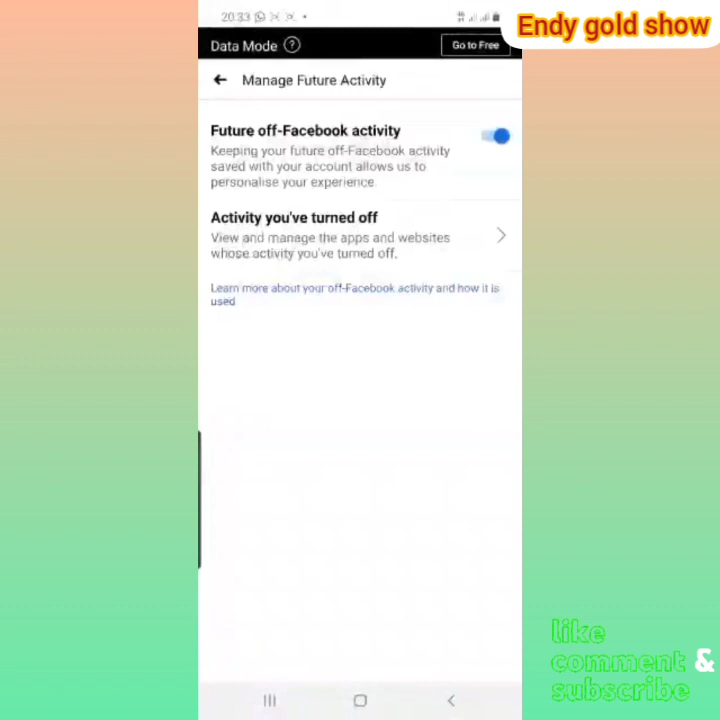 20:33
Endy gold show
Data Mode ?
Go to Free
Manage Future Activity
Future off-Facebook activity
Keeping your future off-Facebook activity
saved with your account allows us to
personalise your experience.
Activity you've turned off
View and manage the apps and websites
whose activity you've turned off.
Learn more about your off-Facebook activity and how it is
used
like
comment &
subscribe